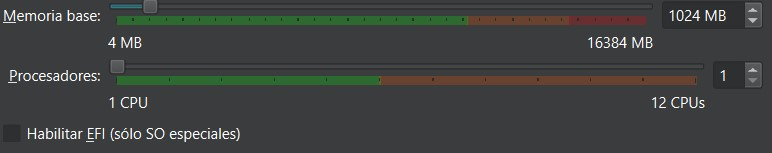 Memoria base: 1024 MB
4 MB 16384 MB
Procesadores: 1
1 CPU 12 CPUs
Habilitar EFI (sólo SO especiales)